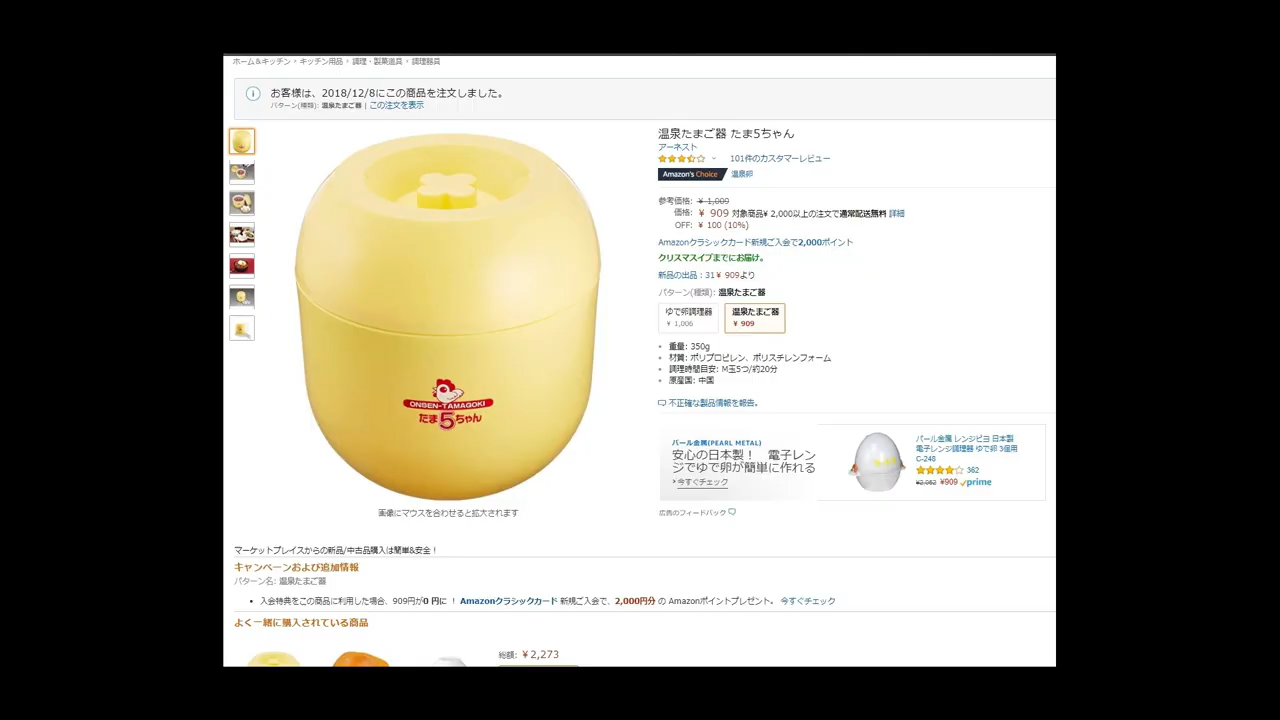 ホーム＆キッチン › キッチン用品 › 調理・製菓道具 › 調理器具
お客様は、2018/12/8にこの商品を注文しました。
パターン(種類): 温泉たまご器 | この注文を表示
温泉たまご器 たま5ちゃん
アーネスト
101件のカスタマーレビュー
Amazon's Choice 温泉卵
参考価格: ￥ 1,009
価格: ￥ 909 対象商品¥ 2,000以上の注文で通常配送無料 詳細
OFF: ￥ 100 (10%)
Amazonクラシックカード新規ご入会で2,000ポイント
クリスマスイブまでにお届け。
新品の出品：31￥ 909より
パターン(種類): 温泉たまご器
ゆで卵調理器
￥ 1,006
温泉たまご器
￥ 909
重量: 350g
材質: ポリプロピレン、ポリスチレンフォーム
調理時間目安: M玉5つ/約20分
原産国: 中国
不正確な製品情報を報告。
ONSEN-TAMAGOKI
たま5ちゃん
パール金属(PEARL METAL)
安心の日本製！　電子レン
ジでゆで卵が簡単に作れる
›今すぐチェック
パール金属 レンジピヨ 日本製
電子レンジ調理器 ゆで卵 3個用
C-248
362
¥2,052 ¥909 prime
画像にマウスを合わせると拡大されます
広告のフィードバック
マーケットプレイスからの新品/中古品購入は簡単&安全！
キャンペーンおよび追加情報
パターン名: 温泉たまご器
入会特典をこの商品に利用した場合、909円が0 円に ！ Amazonクラシックカード 新規ご入会で、2,000円分 の Amazonポイントプレゼント。 今すぐチェック
よく一緒に購入されている商品
総額: ￥2,273